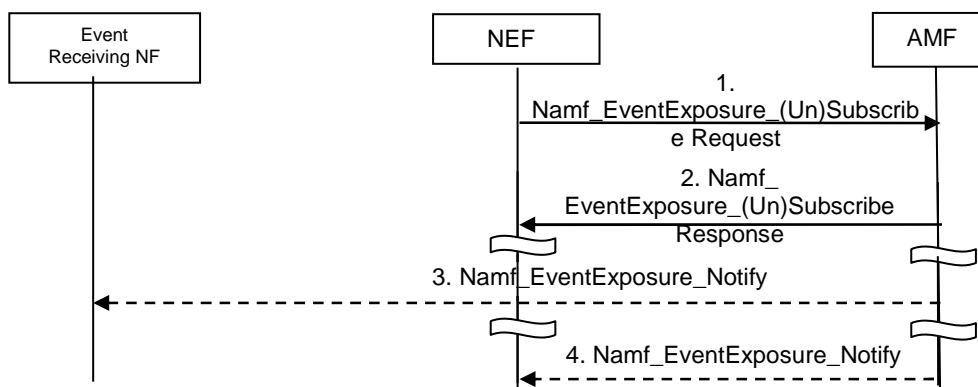 Event
Receiving NF
NEF
AMF
1.
Namf_EventExposure_(Un)Subscrib
e Request
2. Namf_
EventExposure_(Un)Subscribe
Response
3. Namf_EventExposure_Notify
4. Namf_EventExposure_Notify